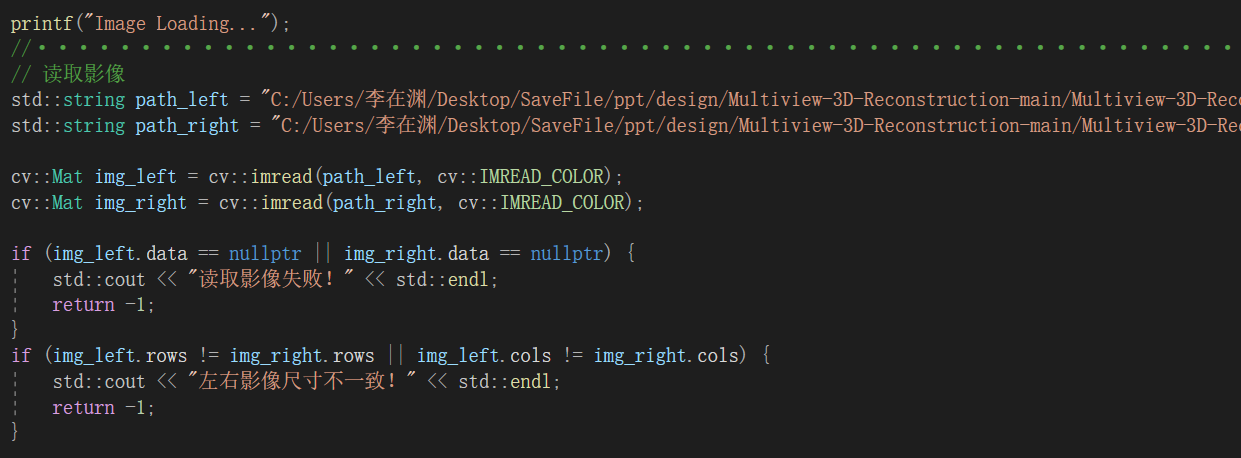 printf("Image Loading...");
//· · · · · · · · · · · · · · · · · · · · · · · · · · · · · · · · · · · · · · · · · · · · · · · · · · · · · · · · · ·
// 读取影像
std::string path_left = "C:/Users/李在渊/Desktop/SaveFile/ppt/design/Multiview-3D-Reconstruction-main/Multiview-3D-Reco
std::string path_right = "C:/Users/李在渊/Desktop/SaveFile/ppt/design/Multiview-3D-Reconstruction-main/Multiview-3D-Rec
cv::Mat img_left = cv::imread(path_left, cv::IMREAD_COLOR);
cv::Mat img_right = cv::imread(path_right, cv::IMREAD_COLOR);
if (img_left.data == nullptr || img_right.data == nullptr) {
std::cout << "读取影像失败！" << std::endl;
return -1;
}
if (img_left.rows != img_right.rows || img_left.cols != img_right.cols) {
std::cout << "左右影像尺寸不一致！" << std::endl;
return -1;
}